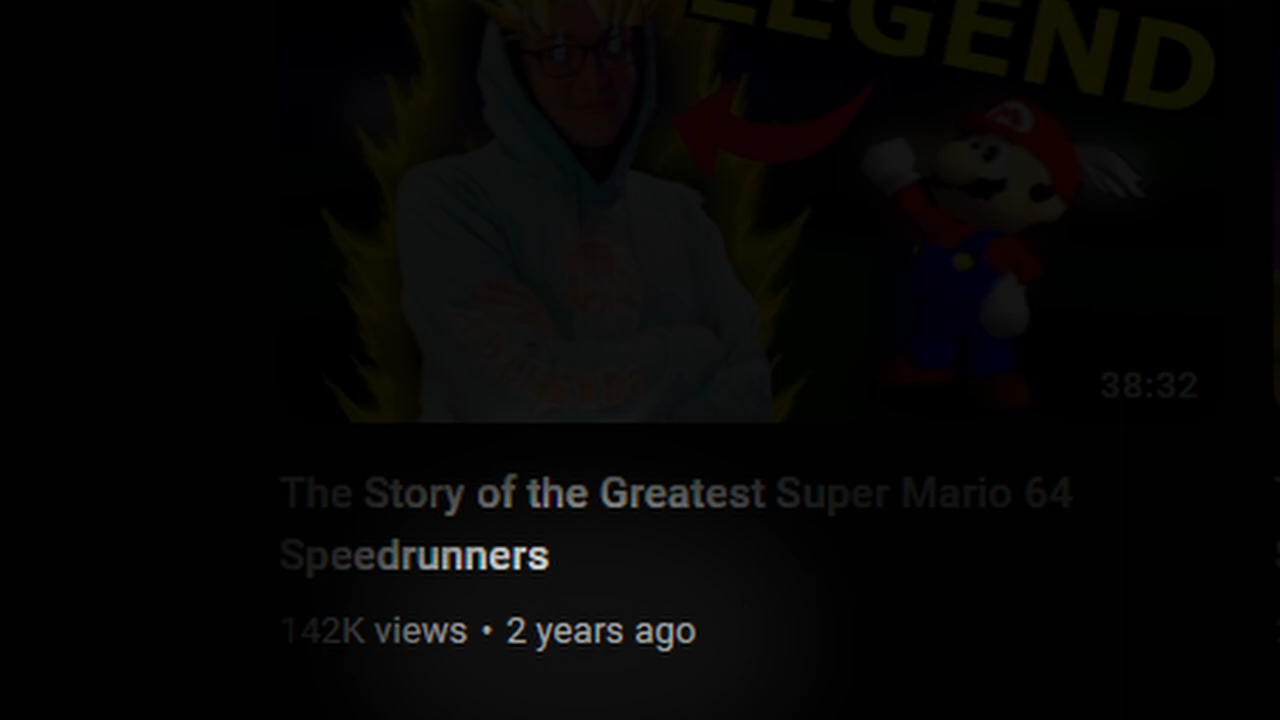 LEGEND
38:32
The Story of the Greatest Super Mario 64
Speedrunners
142K views • 2 years ago